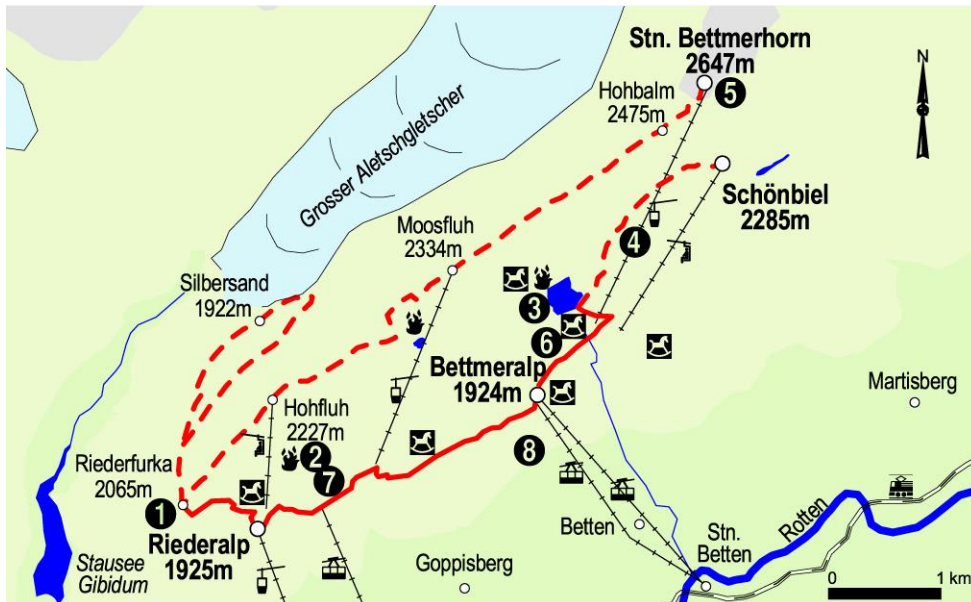 Stn. Bettmerhorn
2647m
N
Hohbalm
2475m
5
Grosser Aletschgletscher
Schönbiel
2285m
Moosfluh
2334m
4
Silbersand
1922m
3
6
Bettmeralp
1924m
Martisberg
Hohfluh
2227m
2
7
8
Riederfurka
2065m
1
Riederalp
1925m
Stausee
Gibidum
Goppisberg
Betten
Stn.
Betten
Rotten
0 1 km